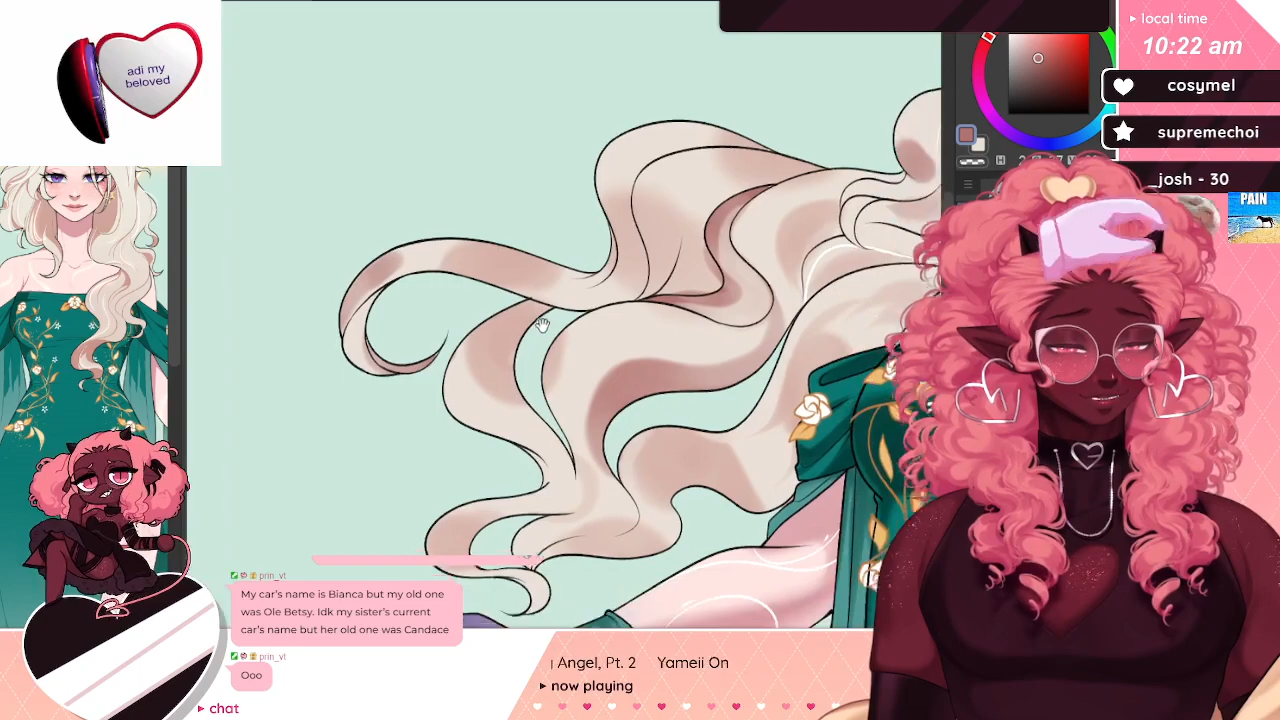 adi my
beloved
local time
10:22 am
cosymel
supremechoi
josh - 30
PAIN
H
prin_vt
My car's name is Bianca but my old one
was Ole Betsy. Idk my sister's current
car's name but her old one was Candace
prin_vt
Ooo
chat
Angel, Pt. 2 Yameii On
now playing